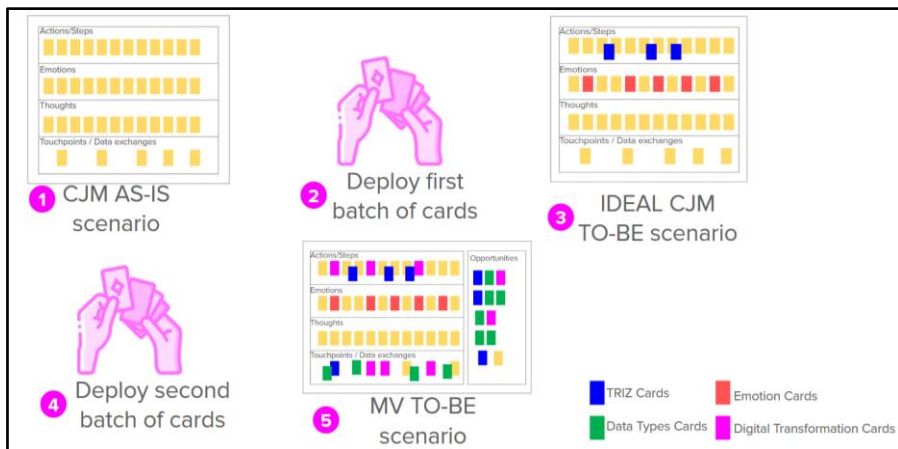 Actions/Steps
Emotions
Thoughts
Touchpoints / Data exchanges
1
CJM AS-IS
scenario
2
Deploy first
batch of cards
Actions/Steps
Emotions
Thoughts
Touchpoints / Data exchanges
3
IDEAL CJM
TO-BE scenario
4
Deploy second
batch of cards
Actions/Steps
Emotions
Thoughts
Touchpoints / Data exchanges
Opportunities
5
MV TO-BE
scenario
TRIZ Cards
Emotion Cards
Data Types Cards
Digital Transformation Cards